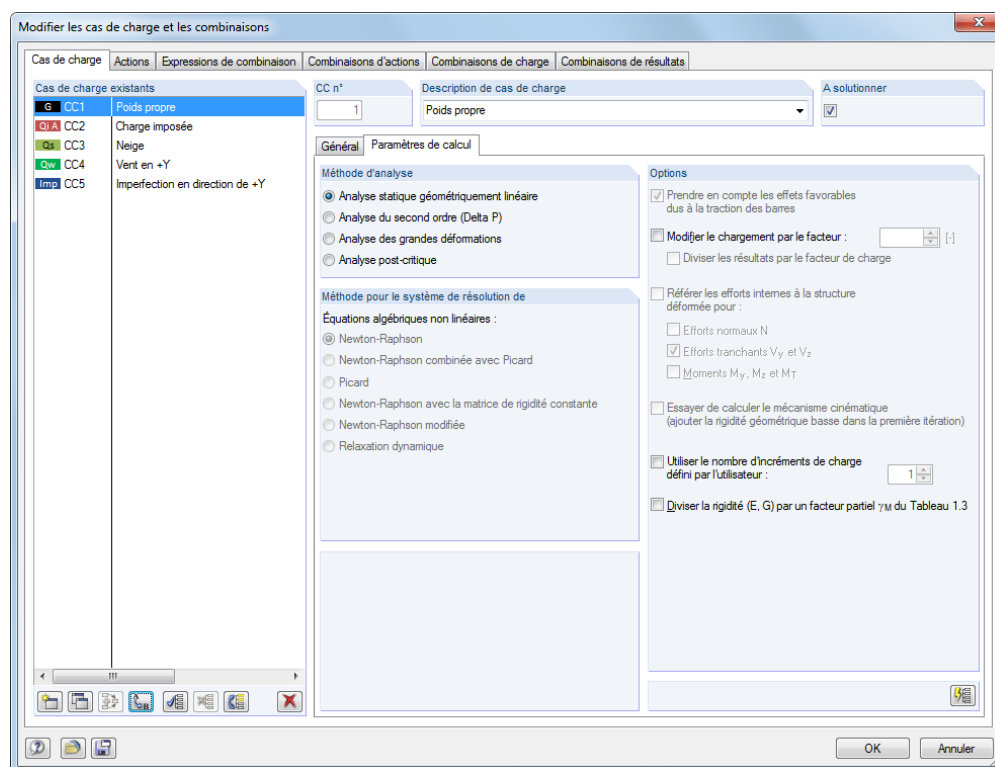 Modifier les cas de charge et les combinaisons
Cas de charge
Actions
Expressions de combinaison
Combinaisons d'actions
Combinaisons de charge
Combinaisons de résultats
Cas de charge existants
G CC1 Poids propre
Qi A CC2 Charge imposée
Qs CC3 Neige
Qw CC4 Vent en +Y
Imp CC5 Imperfection en direction de +Y
CC n°
1
Description de cas de charge
Poids propre
A solutionner
Général
Paramètres de calcul
Méthode d'analyse
Analyse statique géométriquement linéaire
Analyse du second ordre (Delta P)
Analyse des grandes déformations
Analyse post-critique
Méthode pour le système de résolution de
Équations algébriques non linéaires :
Newton-Raphson
Newton-Raphson combinée avec Picard
Picard
Newton-Raphson avec la matrice de rigidité constante
Newton-Raphson modifiée
Relaxation dynamique
Options
Prendre en compte les effets favorables
dus à la traction des barres
Modifier le chargement par le facteur : [-]
Diviser les résultats par le facteur de charge
Référer les efforts internes à la structure
déformée pour :
Efforts normaux N
Efforts tranchants Vy et Vz
Moments My, Mz et MT
Essayer de calculer le mécanisme cinématique
(ajouter la rigidité géométrique basse dans la première itération)
Utiliser le nombre d'incréments de charge
défini par l'utilisateur : 1
Diviser la rigidité (E, G) par un facteur partiel γM du Tableau 1.3
OK
Annuler